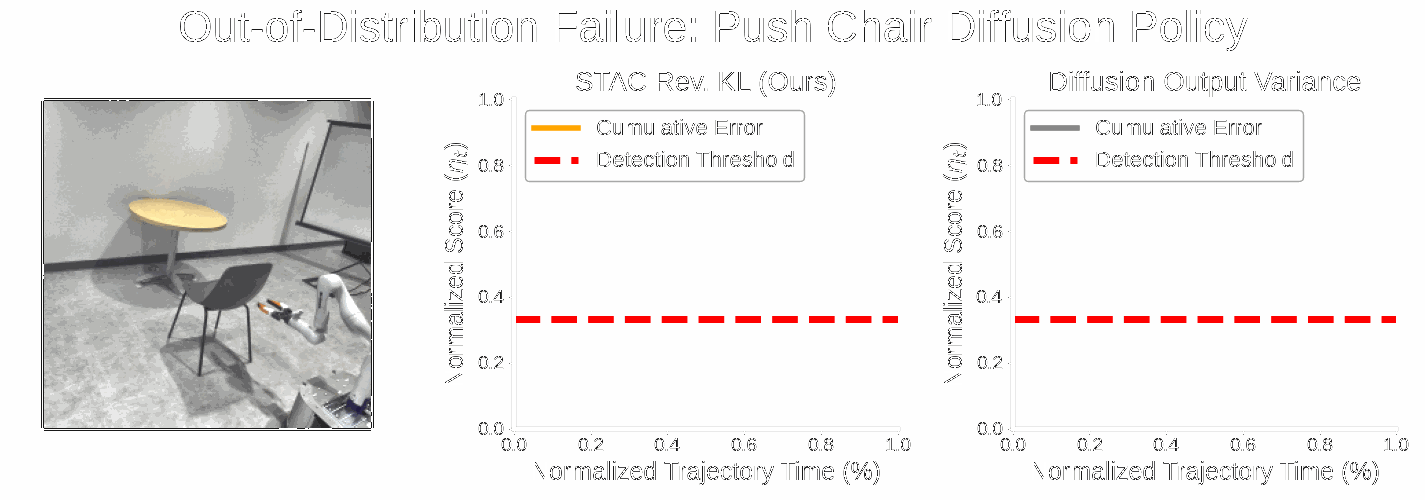 Out-of-Distribution Failure: Push Chair Diffusion Policy
STAC Rev. KL (Ours)
1.0
0.8
0.6
0.4
0.2
0.0
Normalized Score (ηt)
Cumulative Error
Detection Threshold
0.0 0.2 0.4 0.6 0.8 1.0
Normalized Trajectory Time (%)
Diffusion Output Variance
1.0
0.8
0.6
0.4
0.2
0.0
Normalized Score (ηt)
Cumulative Error
Detection Threshold
0.0 0.2 0.4 0.6 0.8 1.0
Normalized Trajectory Time (%)